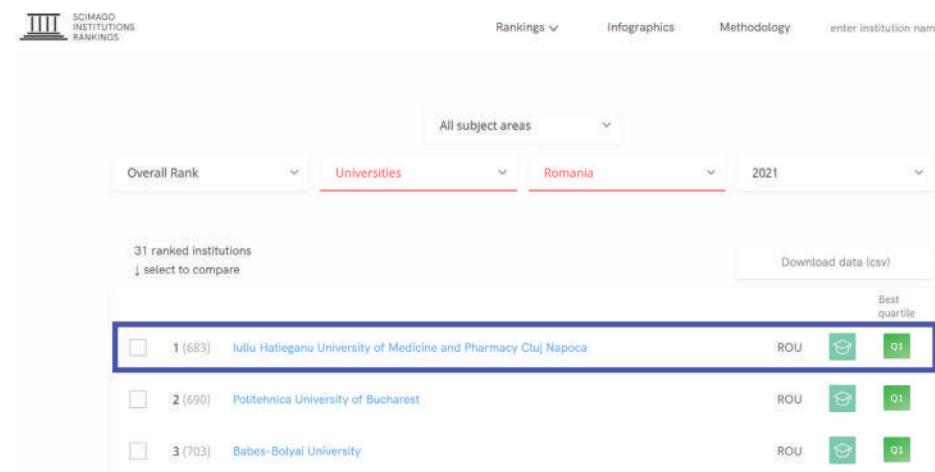 SCIMAGO
INSTITUTIONS
RANKINGS
Rankings Infographics Methodology enter institution nam
All subject areas
Overall Rank Universities Romania 2021
31 ranked institutions
↓ select to compare
Download data (csv)
Best
quartile
1 (683) Iuliu Hatieganu University of Medicine and Pharmacy Cluj Napoca ROU Q1
2 (690) Politehnica University of Bucharest ROU Q1
3 (703) Babes-Bolyai University ROU Q1